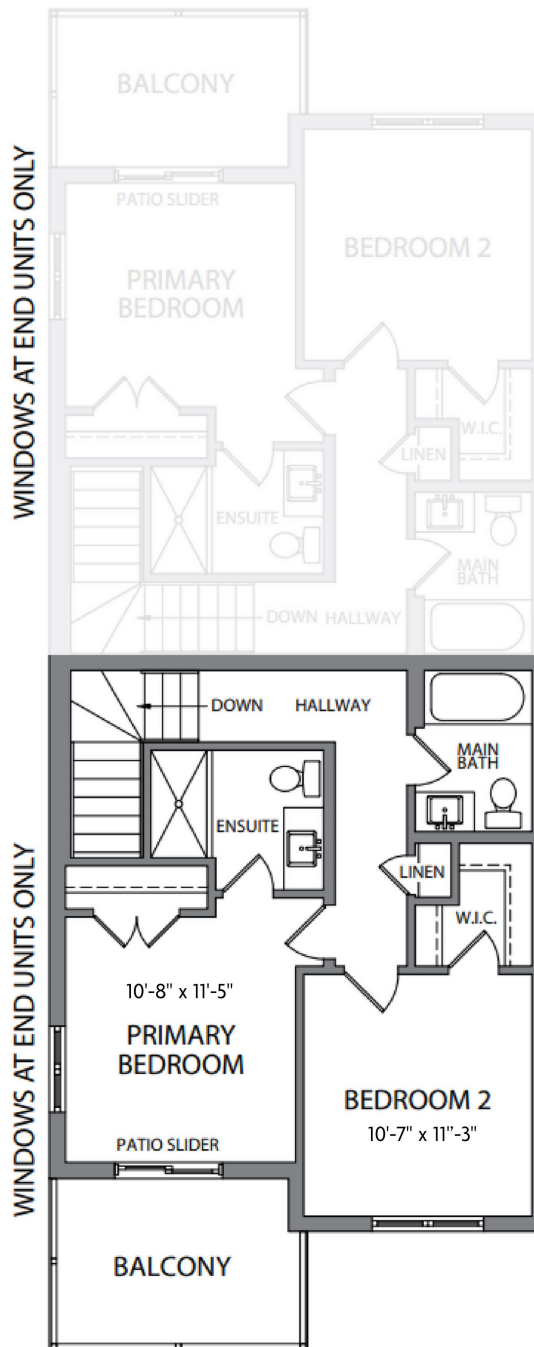 BALCONY
WINDOWS AT END UNITS ONLY
PATIO SLIDER
BEDROOM 2
PRIMARY
BEDROOM
W.I.C.
LINEN
ENSUITE
MAIN
BATH
DOWN HALLWAY
DOWN HALLWAY
MAIN
BATH
ENSUITE
LINEN
W.I.C.
WINDOWS AT END UNITS ONLY
10'-8" x 11'-5"
PRIMARY
BEDROOM
BEDROOM 2
10'-7" x 11"-3"
PATIO SLIDER
BALCONY